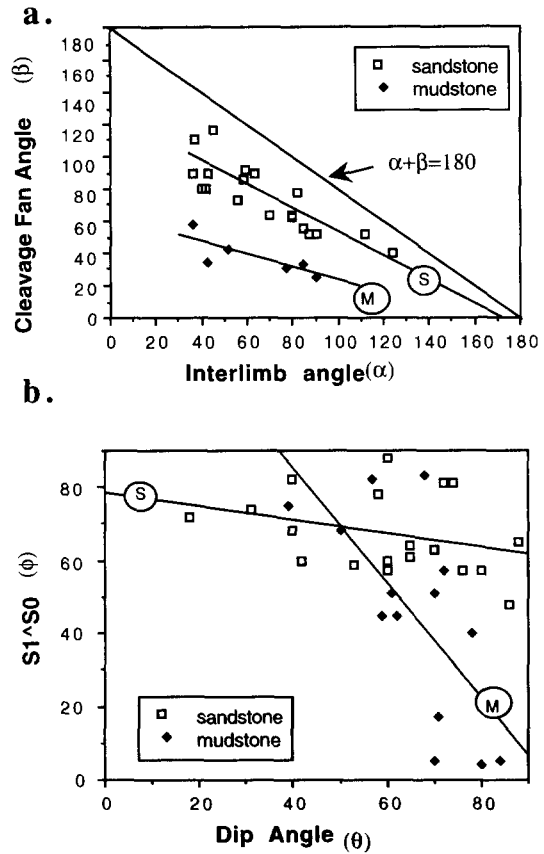 a.
Cleavage Fan Angle (β)
180
160
140
120
100
80
60
40
20
0
sandstone
mudstone
α+β=180
S
M
0 20 40 60 80 100 120 140 160 180
Interlimb angle(α)
b.
S1^S0 (ϕ)
80
60
40
20
0
S
M
sandstone
mudstone
0 20 40 60 80
Dip Angle (θ)